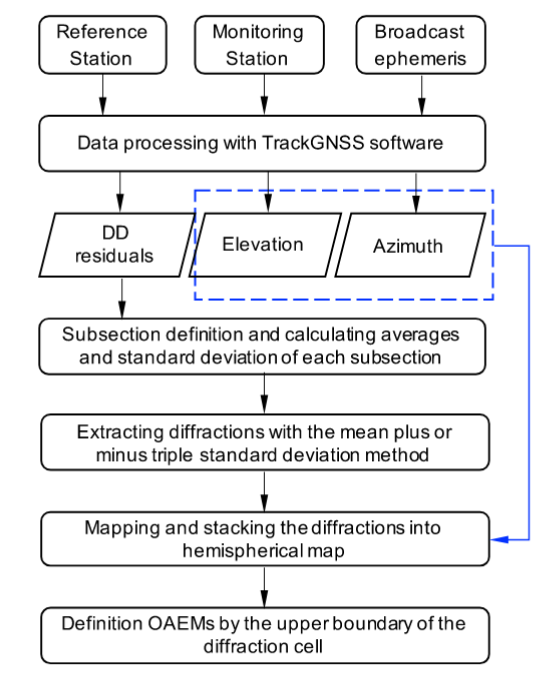 Reference
Station
Monitoring
Station
Broadcast
ephemeris
Data processing with TrackGNSS software
DD
residuals
Elevation
Azimuth
Subsection definition and calculating averages
and standard deviation of each subsection
Extracting diffractions with the mean plus or
minus triple standard deviation method
Mapping and stacking the diffractions into
hemispherical map
Definition OAEMs by the upper boundary of the
diffraction cell